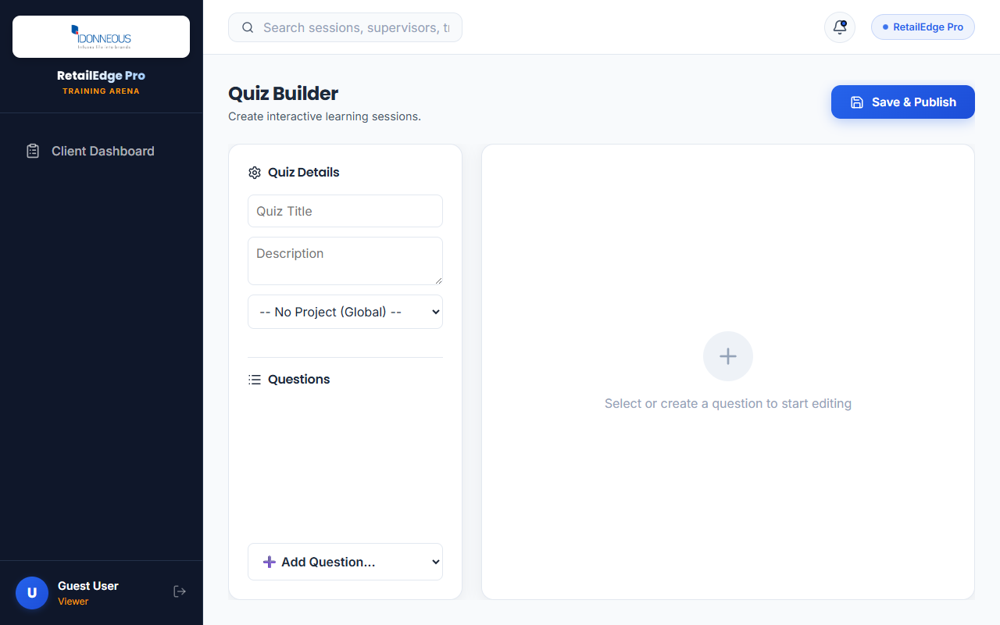 IDONNEOUS
Infuses life into brands
RetailEdge Pro
TRAINING ARENA
Client Dashboard
U
Guest User
Viewer
Search sessions, supervisors, tr
RetailEdge Pro
Quiz Builder
Create interactive learning sessions.
Save & Publish
Quiz Details
Quiz Title
Description
-- No Project (Global) --
Questions
➕ Add Question...
Select or create a question to start editing